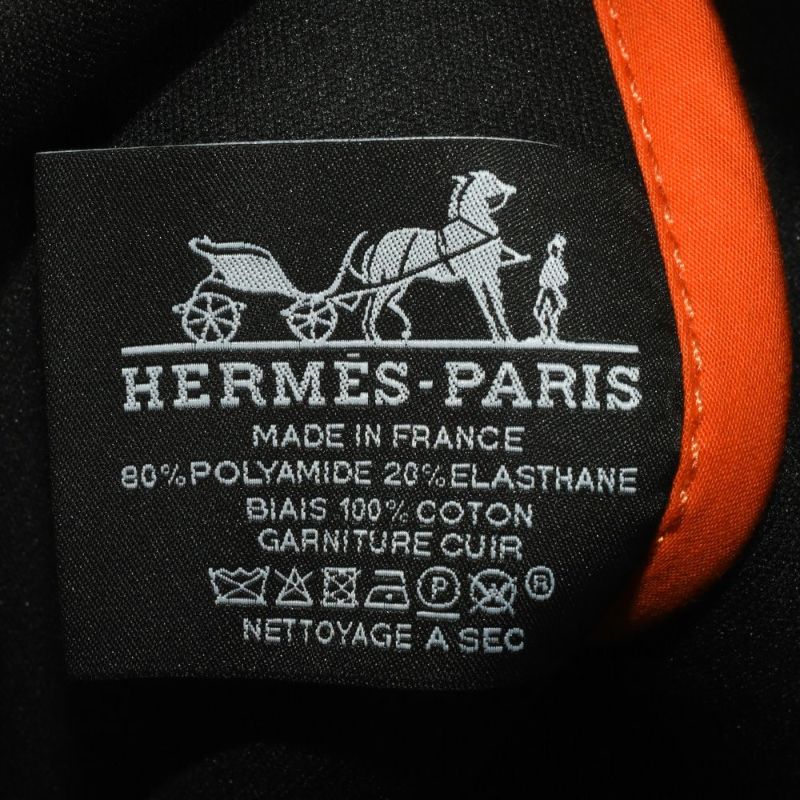 HERMÈS-PARIS
MADE IN FRANCE
80% POLYAMIDE 20% ELASTHANE
BIAIS 100% COTON
GARNITURE CUIR
P W ®
NETTOYAGE A SEC